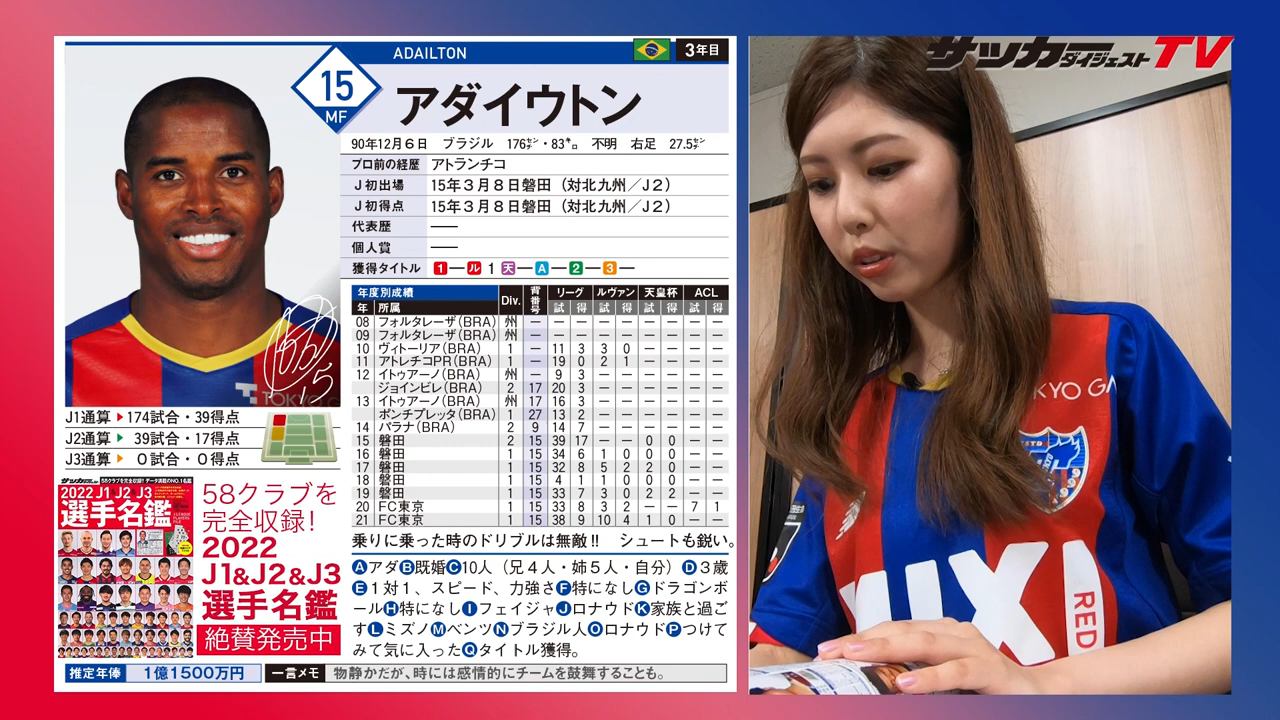 ADAILTON
3年目
15
MF
アダイウトン
90年12月6日 ブラジル 176㌢・83㌔ 不明 右足 27.5㌢
プロ前の経歴 アトランチコ
J初出場 15年3月8日磐田（対北九州／J2）
J初得点 15年3月8日磐田（対北九州／J2）
代表歴 ――
個人賞 ――
獲得タイトル 1― ル 1 天― A― 2― 3―
年度別成績 Div. 背番号 リーグ ルヴァン 天皇杯 ACL
年 所属 試 得 試 得 試 得 試 得
08 フォルタレーザ(BRA) 州 ― ― ― ― ― ― ― ― ―
09 フォルタレーザ(BRA) 州 ― ― ― ― ― ― ― ― ―
10 ヴィトーリア(BRA) 1 ― 11 3 3 0 ― ― ― ―
11 アトレチコPR(BRA) 1 ― 19 0 2 1 ― ― ― ―
12 イトゥアーノ(BRA) 州 ― 9 3 ― ― ― ― ― ―
ジョインビレ(BRA) 2 17 20 3 ― ― ― ― ― ―
13 イトゥアーノ(BRA) 州 17 16 3 ― ― ― ― ― ―
ポンチプレッタ(BRA) 1 27 13 2 ― ― ― ― ― ―
14 パラナ(BRA) 2 9 14 7 ― ― ― ― ― ―
15 磐田 2 15 39 17 ― ― 0 0 ― ―
16 磐田 1 15 34 6 1 0 0 0 ― ―
17 磐田 1 15 32 8 5 2 2 0 ― ―
18 磐田 1 15 4 1 1 0 0 0 ― ―
19 磐田 1 15 33 7 3 0 2 2 ― ―
20 FC東京 1 15 33 8 3 2 ― ― 7 1
21 FC東京 1 15 38 9 10 4 1 0 ― ―
乗りに乗った時のドリブルは無敵!! シュートも鋭い。
AアダB既婚C10人（兄4人・姉5人・自分）D3歳
E1対1、スピード、力強さF特になしGドラゴンボ
ールH特になしIフェイジャJロナウドK家族と過ご
すLミズノMベンツNブラジル人OロナウドPつけて
みて気に入ったQタイトル獲得。
推定年俸 1億1500万円 一言メモ 物静かだが、時には感情的にチームを鼓舞することも。
15
TOKYO G
J1通算 174試合・39得点
J2通算 39試合・17得点
J3通算 0試合・0得点
2022 J1 J2 J3
選手名鑑
58クラブを
完全収録!
2022
J1&J2&J3
選手名鑑
絶賛発売中
サッカーダイジェストTV
TOKYO GA
1999
XIX
RED